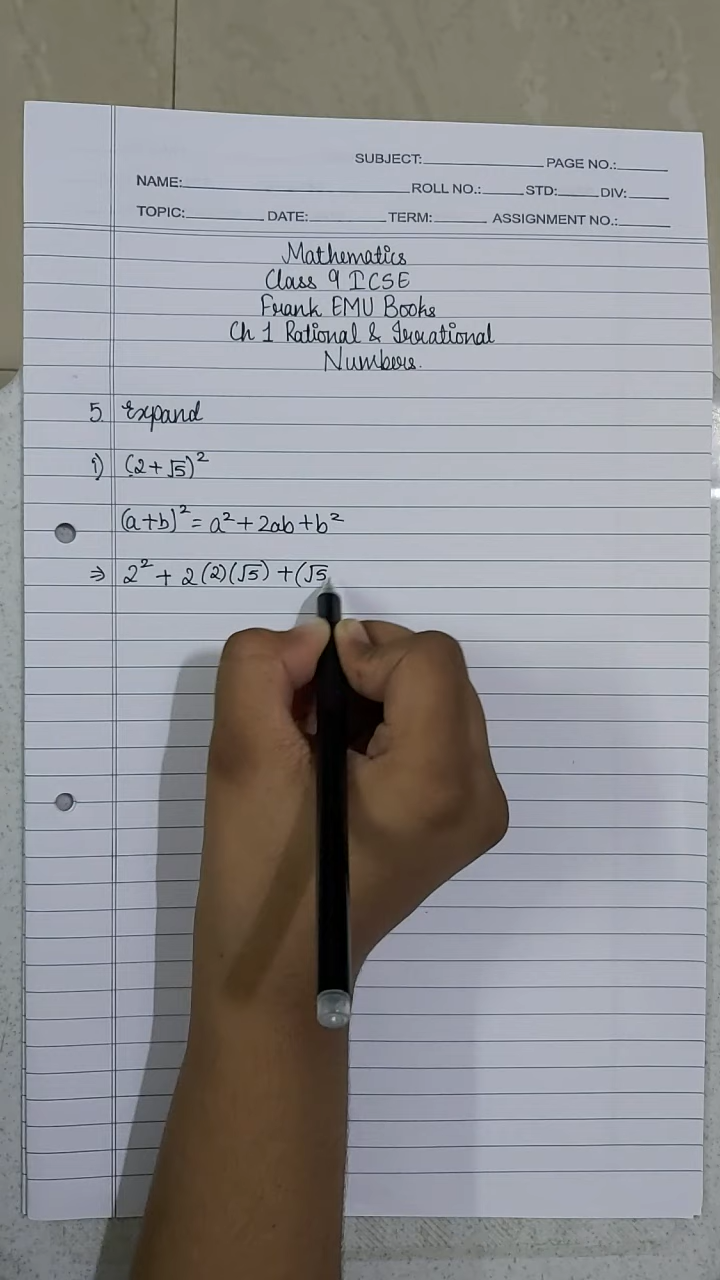 SUBJECT: PAGE NO.:
NAME: ROLL NO.: STD: DIV:
TOPIC: DATE: TERM: ASSIGNMENT NO.:
Mathematics
Class 9 ICSE
Frank EMU Books
Ch 1 Rational & Irrational
Numbers.
5. Expand
i) (2+√5)²
(a+b)² = a² + 2ab + b²
⇒ 2² + 2(2)(√5) + (√5